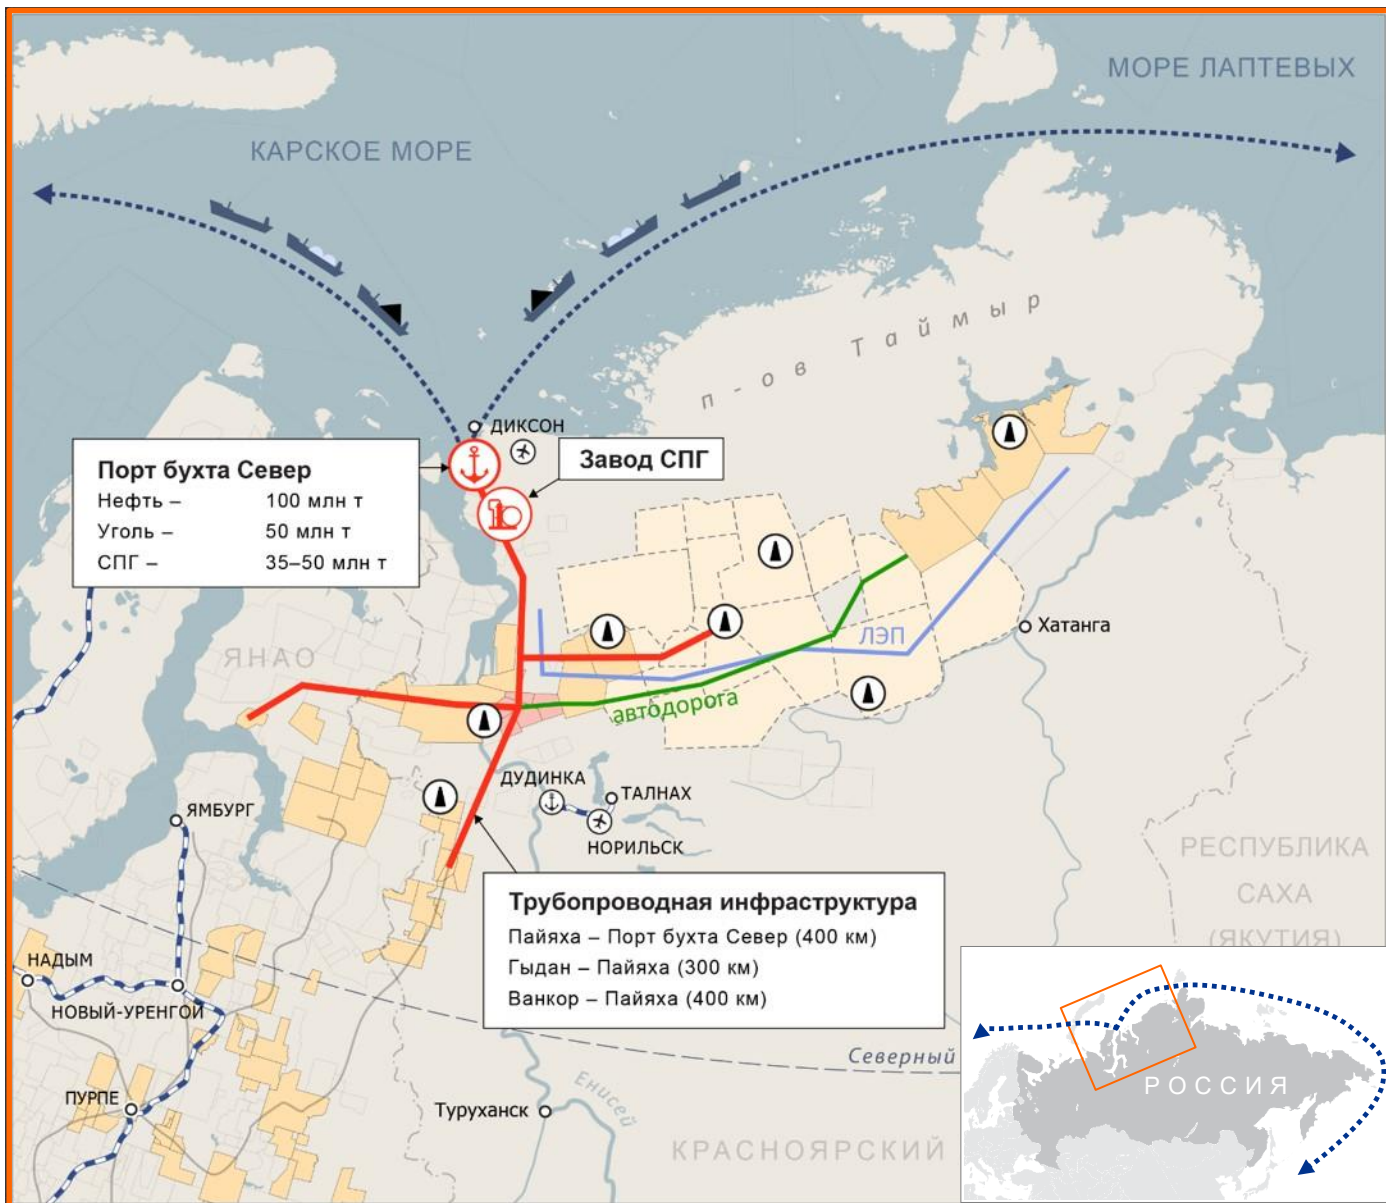 МОРЕ ЛАПТЕВЫХ
КАРСКОЕ МОРЕ
п-ов Таймыр
ДИКСОН
Порт бухта Север
Нефть – 100 млн т
Уголь – 50 млн т
СПГ – 35–50 млн т
Завод СПГ
ЯНАО
ЛЭП
Хатанга
автодорога
ДУДИНКА
ТАЛНАХ
НОРИЛЬСК
ЯМБУРГ
РЕСПУБЛИКА
САХА
(ЯКУТИЯ)
Трубопроводная инфраструктура
Пайяха – Порт бухта Север (400 км)
Гыдан – Пайяха (300 км)
Ванкор – Пайяха (400 км)
НАДЫМ
НОВЫЙ-УРЕНГОЙ
Северный
РОССИЯ
ПУРПЕ
Туруханск
Енисей
КРАСНОЯРСКИЙ